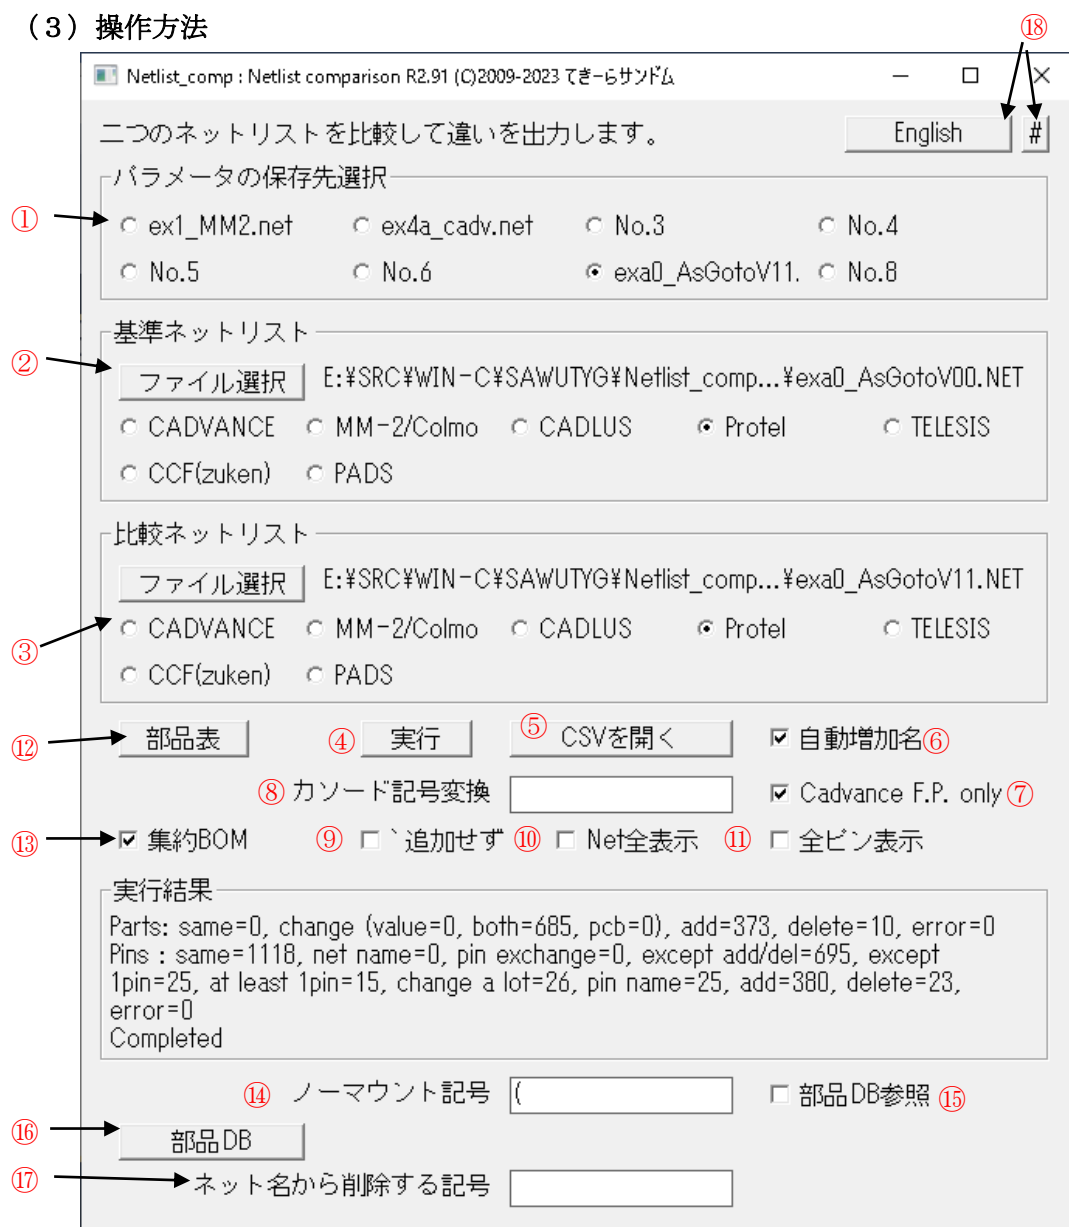 （３）操作方法
⑱
Netlist_comp : Netlist comparison R2.91 (C)2009-2023 てきーらサンドム
二つのネットリストを比較して違いを出力します。 English #
パラメータの保存先選択
① ex1_MM2.net ex4a_cadv.net No.3 No.4
No.5 No.6 exa0_AsGotoV11. No.8
基準ネットリスト
② ファイル選択 E:¥SRC¥WIN-C¥SAWUTYG¥Netlist_comp...¥exa0_AsGotoV00.NET
CADVANCE MM-2/Colmo CADLUS Protel TELESIS
CCF(zuken) PADS
比較ネットリスト
ファイル選択 E:¥SRC¥WIN-C¥SAWUTYG¥Netlist_comp...¥exa0_AsGotoV11.NET
③ CADVANCE MM-2/Colmo CADLUS Protel TELESIS
CCF(zuken) PADS
⑫ 部品表 ④ 実行 ⑤ CSVを開く 自動増加名⑥
⑧ カソード記号変換 Cadvance F.P. only⑦
⑬ 集約BOM ⑨ `追加せず ⑩ Net全表示 ⑪ 全ピン表示
実行結果
Parts: same=0, change (value=0, both=685, pcb=0), add=373, delete=10, error=0
Pins : same=1118, net name=0, pin exchange=0, except add/del=695, except
1pin=25, at least 1pin=15, change a lot=26, pin name=25, add=380, delete=23,
error=0
Completed
⑭ ノーマウント記号 ( 部品DB参照 ⑮
⑯ 部品DB
⑰ ネット名から削除する記号